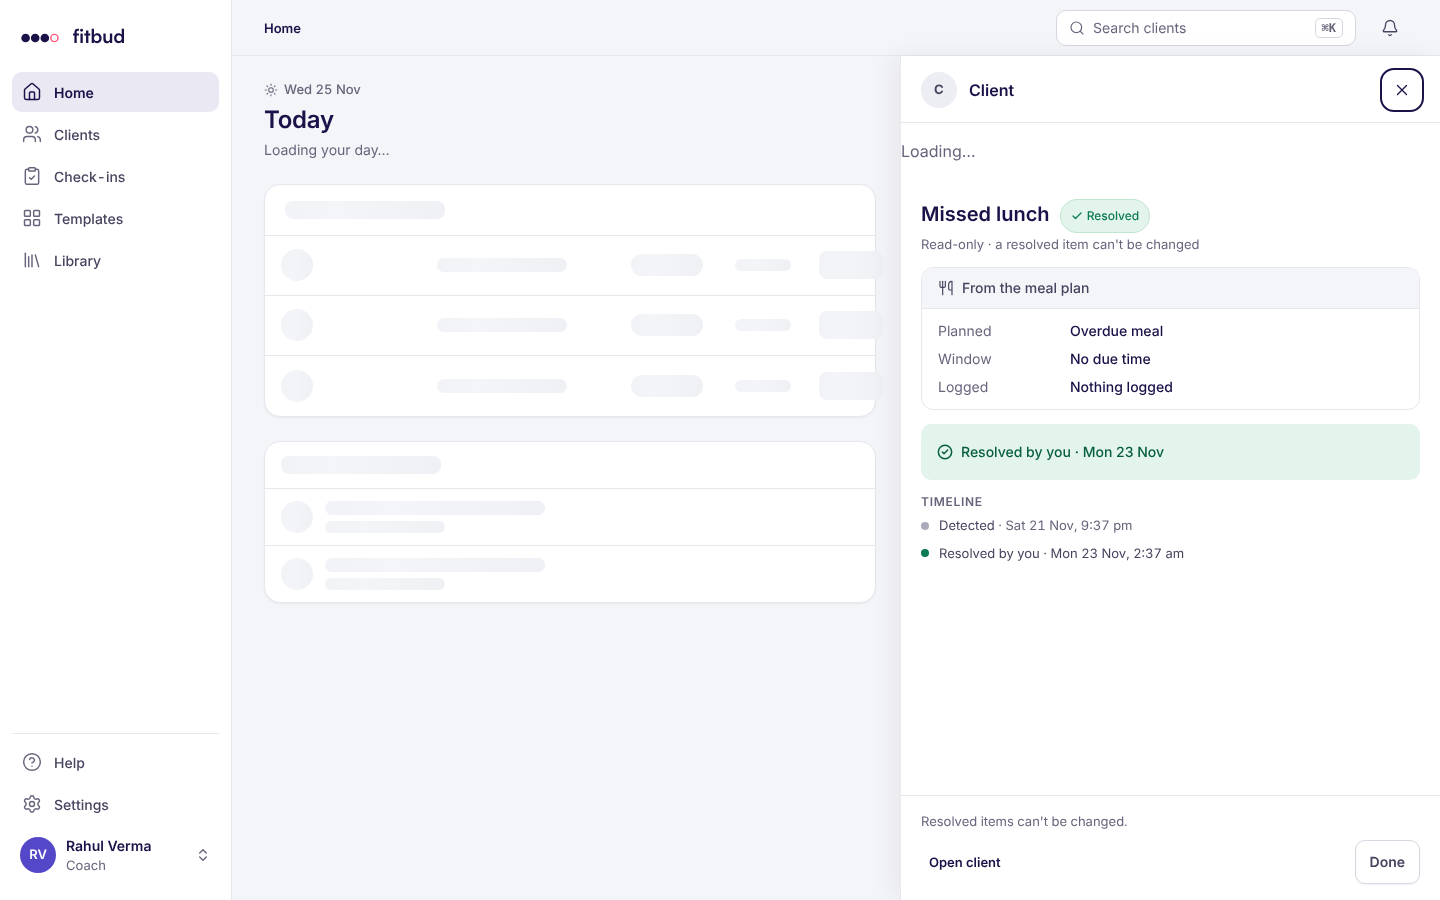 fitbud
Home
Clients
Check-ins
Templates
Library
Help
Settings
RV
Rahul Verma
Coach
Home
Search clients
⌘K
Wed 25 Nov
Today
Loading your day...
C
Client
Loading...
Missed lunch
Resolved
Read-only · a resolved item can't be changed
From the meal plan
Planned Overdue meal
Window No due time
Logged Nothing logged
Resolved by you · Mon 23 Nov
TIMELINE
Detected · Sat 21 Nov, 9:37 pm
Resolved by you · Mon 23 Nov, 2:37 am
Resolved items can't be changed.
Open client
Done